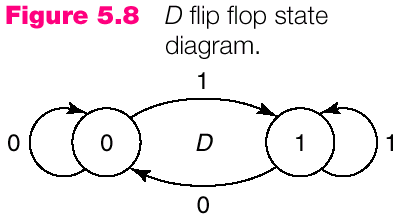 Figure 5.8 D flip flop state
diagram.
1
0 0 D 1 1
0